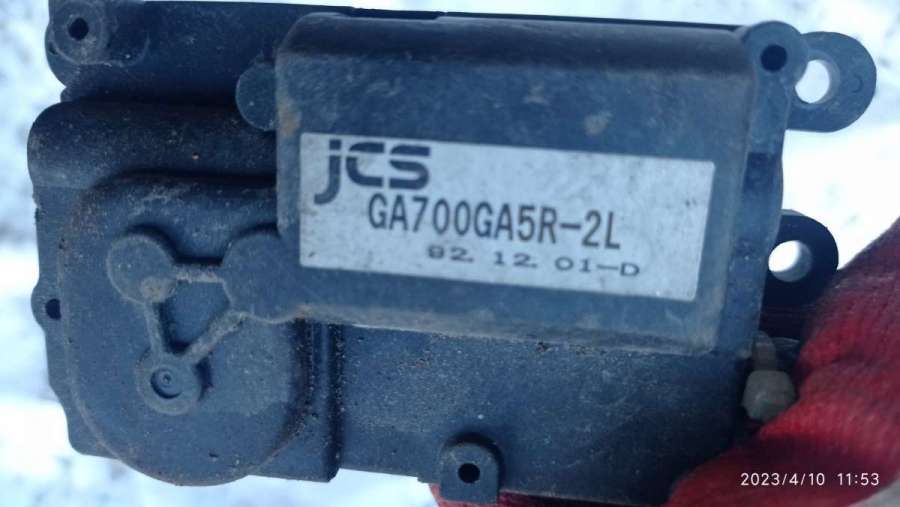 jcs
GA700GA5R-2L
92. 12. 01-D
2023/4/10 11:53